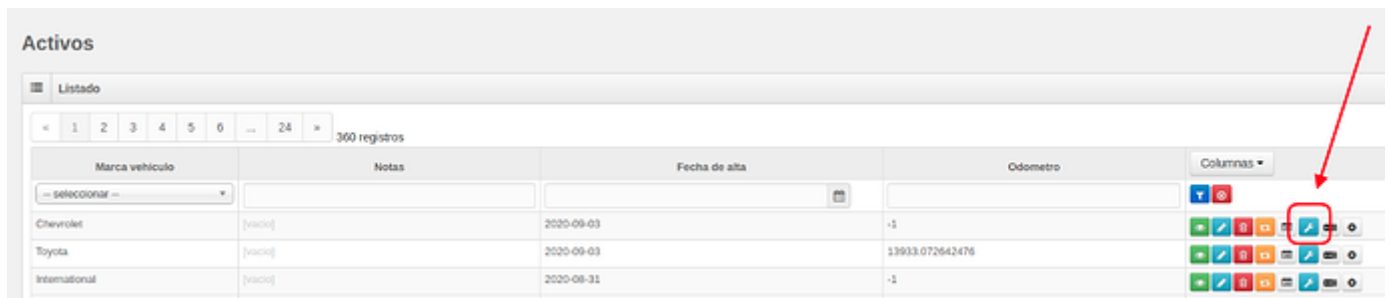 Activos
Listado
« 1 2 3 4 5 6 ... 24 » 360 registros
Marca vehículo Notas Fecha de alta Odometro Columnas
-- seleccionar --
Chevrolet [vacio] 2020-09-03 -1
Toyota [vacio] 2020-09-03 13933.072642476
International [vacio] 2020-08-31 -1